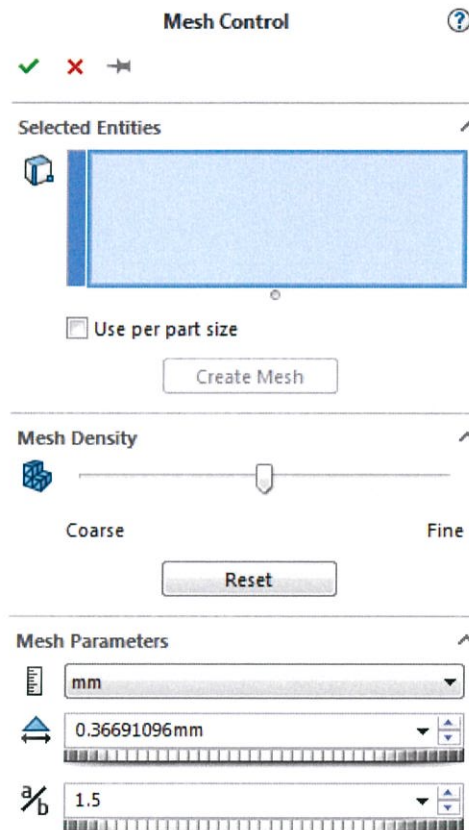 Mesh Control
Selected Entities
Use per part size
Create Mesh
Mesh Density
Coarse Fine
Reset
Mesh Parameters
mm
0.36691096mm
a/b 1.5